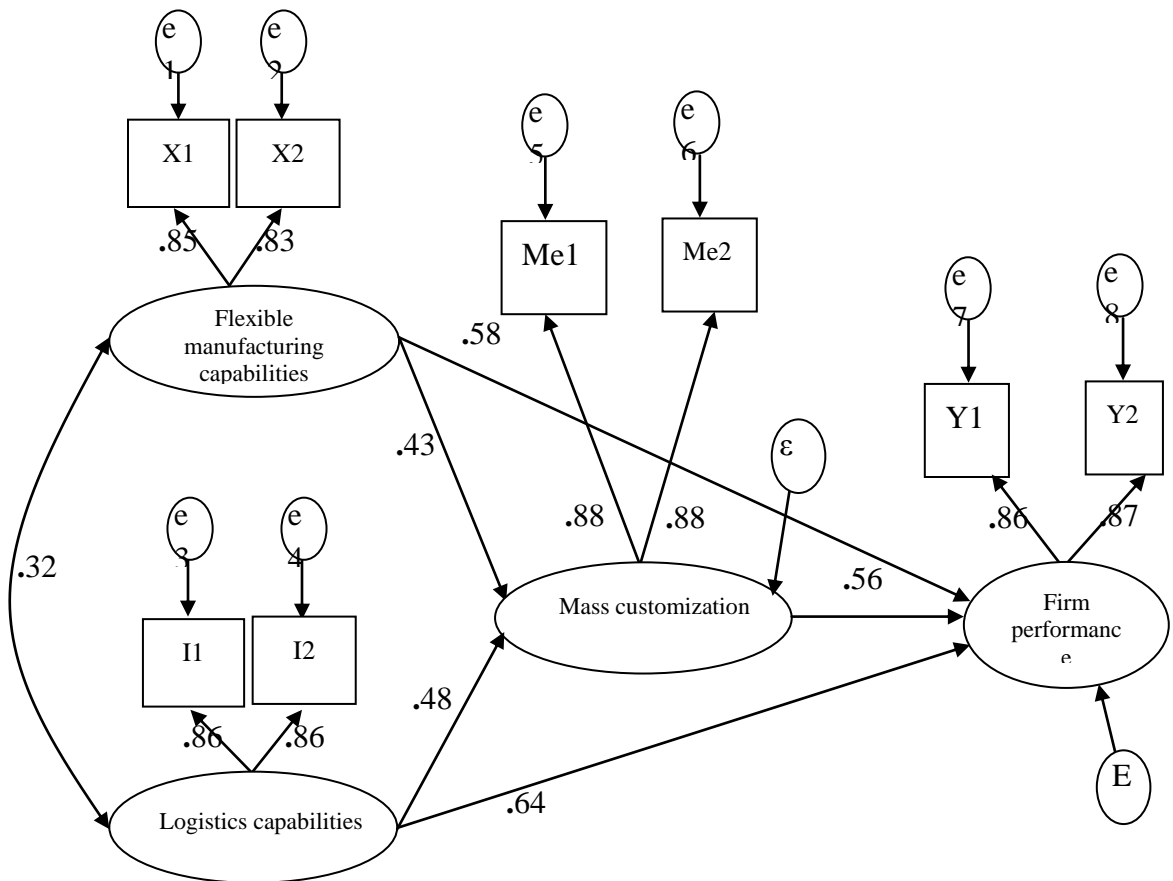 e
1
e
2
X1
X2
.85
.83
e
5
e
6
Me1
Me2
Flexible
manufacturing
capabilities
.58
.43
e
7
e
8
Y1
Y2
.86
.87
ε
.88
.88
e
3
e
4
.32
I1
I2
.86
.86
Mass customization
.56
Firm
performanc
e
.48
.64
Logistics capabilities
E